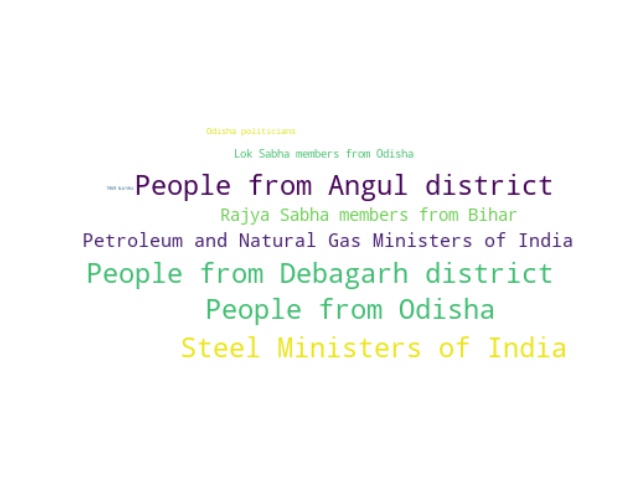 Odisha politicians
Lok Sabha members from Odisha
People from Angul district
Rajya Sabha members from Bihar
Petroleum and Natural Gas Ministers of India
People from Debagarh district
People from Odisha
Steel Ministers of India